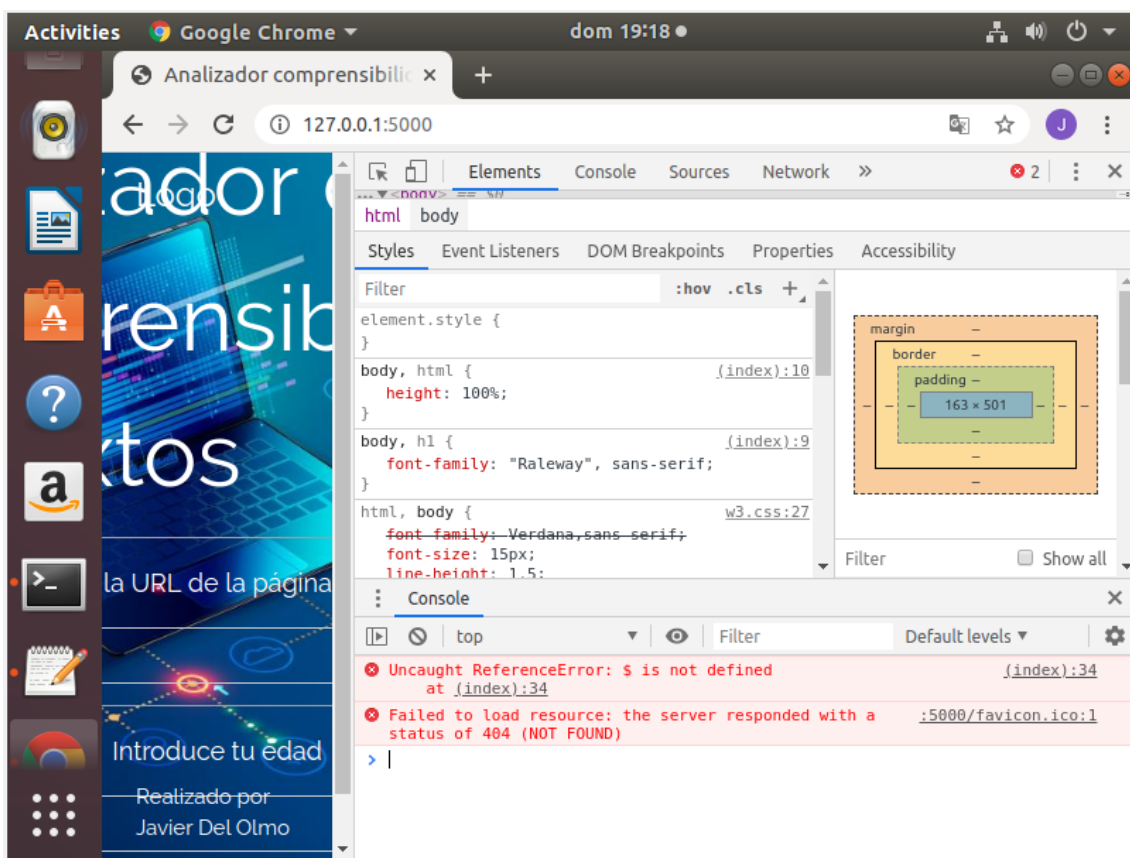 Activities Google Chrome dom 19:18
Analizador comprensibilic
127.0.0.1:5000
J
Elements Console Sources Network » 2
… ▼<body> == $0
html body
Styles Event Listeners DOM Breakpoints Properties Accessibility
Filter :hov .cls +
element.style {
}
body, html { (index):10
height: 100%;
}
body, h1 { (index):9
font-family: "Raleway", sans-serif;
}
html, body { w3.css:27
font-family: Verdana,sans-serif;
font-size: 15px;
line-height: 1.5;
margin –
border –
padding –
– – – 163 × 501 – – –
–
–
–
Filter Show all
zador
Logo
rensib
xtos
la URL de la página
Introduce tu edad
Realizado por
Javier Del Olmo
Console
top Filter Default levels
Uncaught ReferenceError: $ is not defined (index):34
at (index):34
Failed to load resource: the server responded with a :5000/favicon.ico:1
status of 404 (NOT FOUND)
>